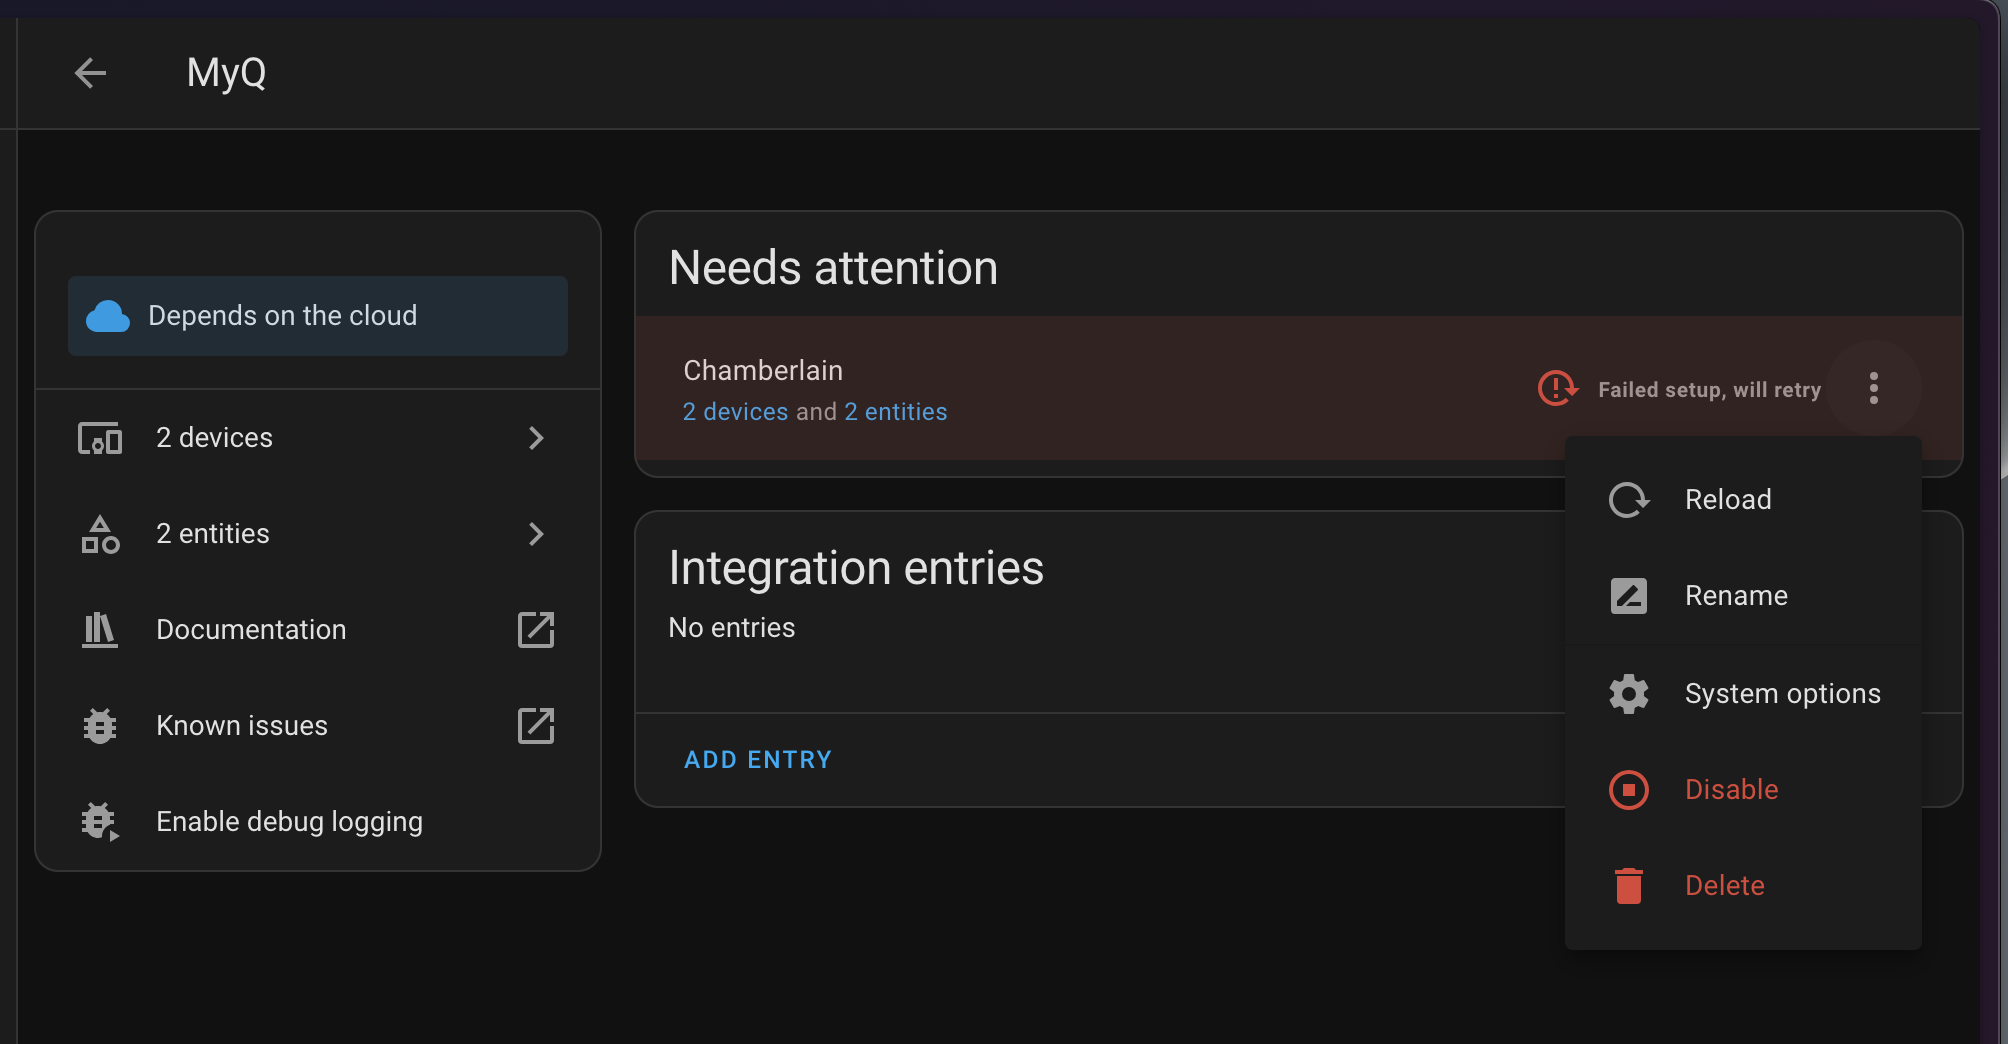 MyQ
Depends on the cloud
2 devices
2 entities
Documentation
Known issues
Enable debug logging
Needs attention
Chamberlain
2 devices and 2 entities
Failed setup, will retry
Integration entries
No entries
ADD ENTRY
Reload
Rename
System options
Disable
Delete